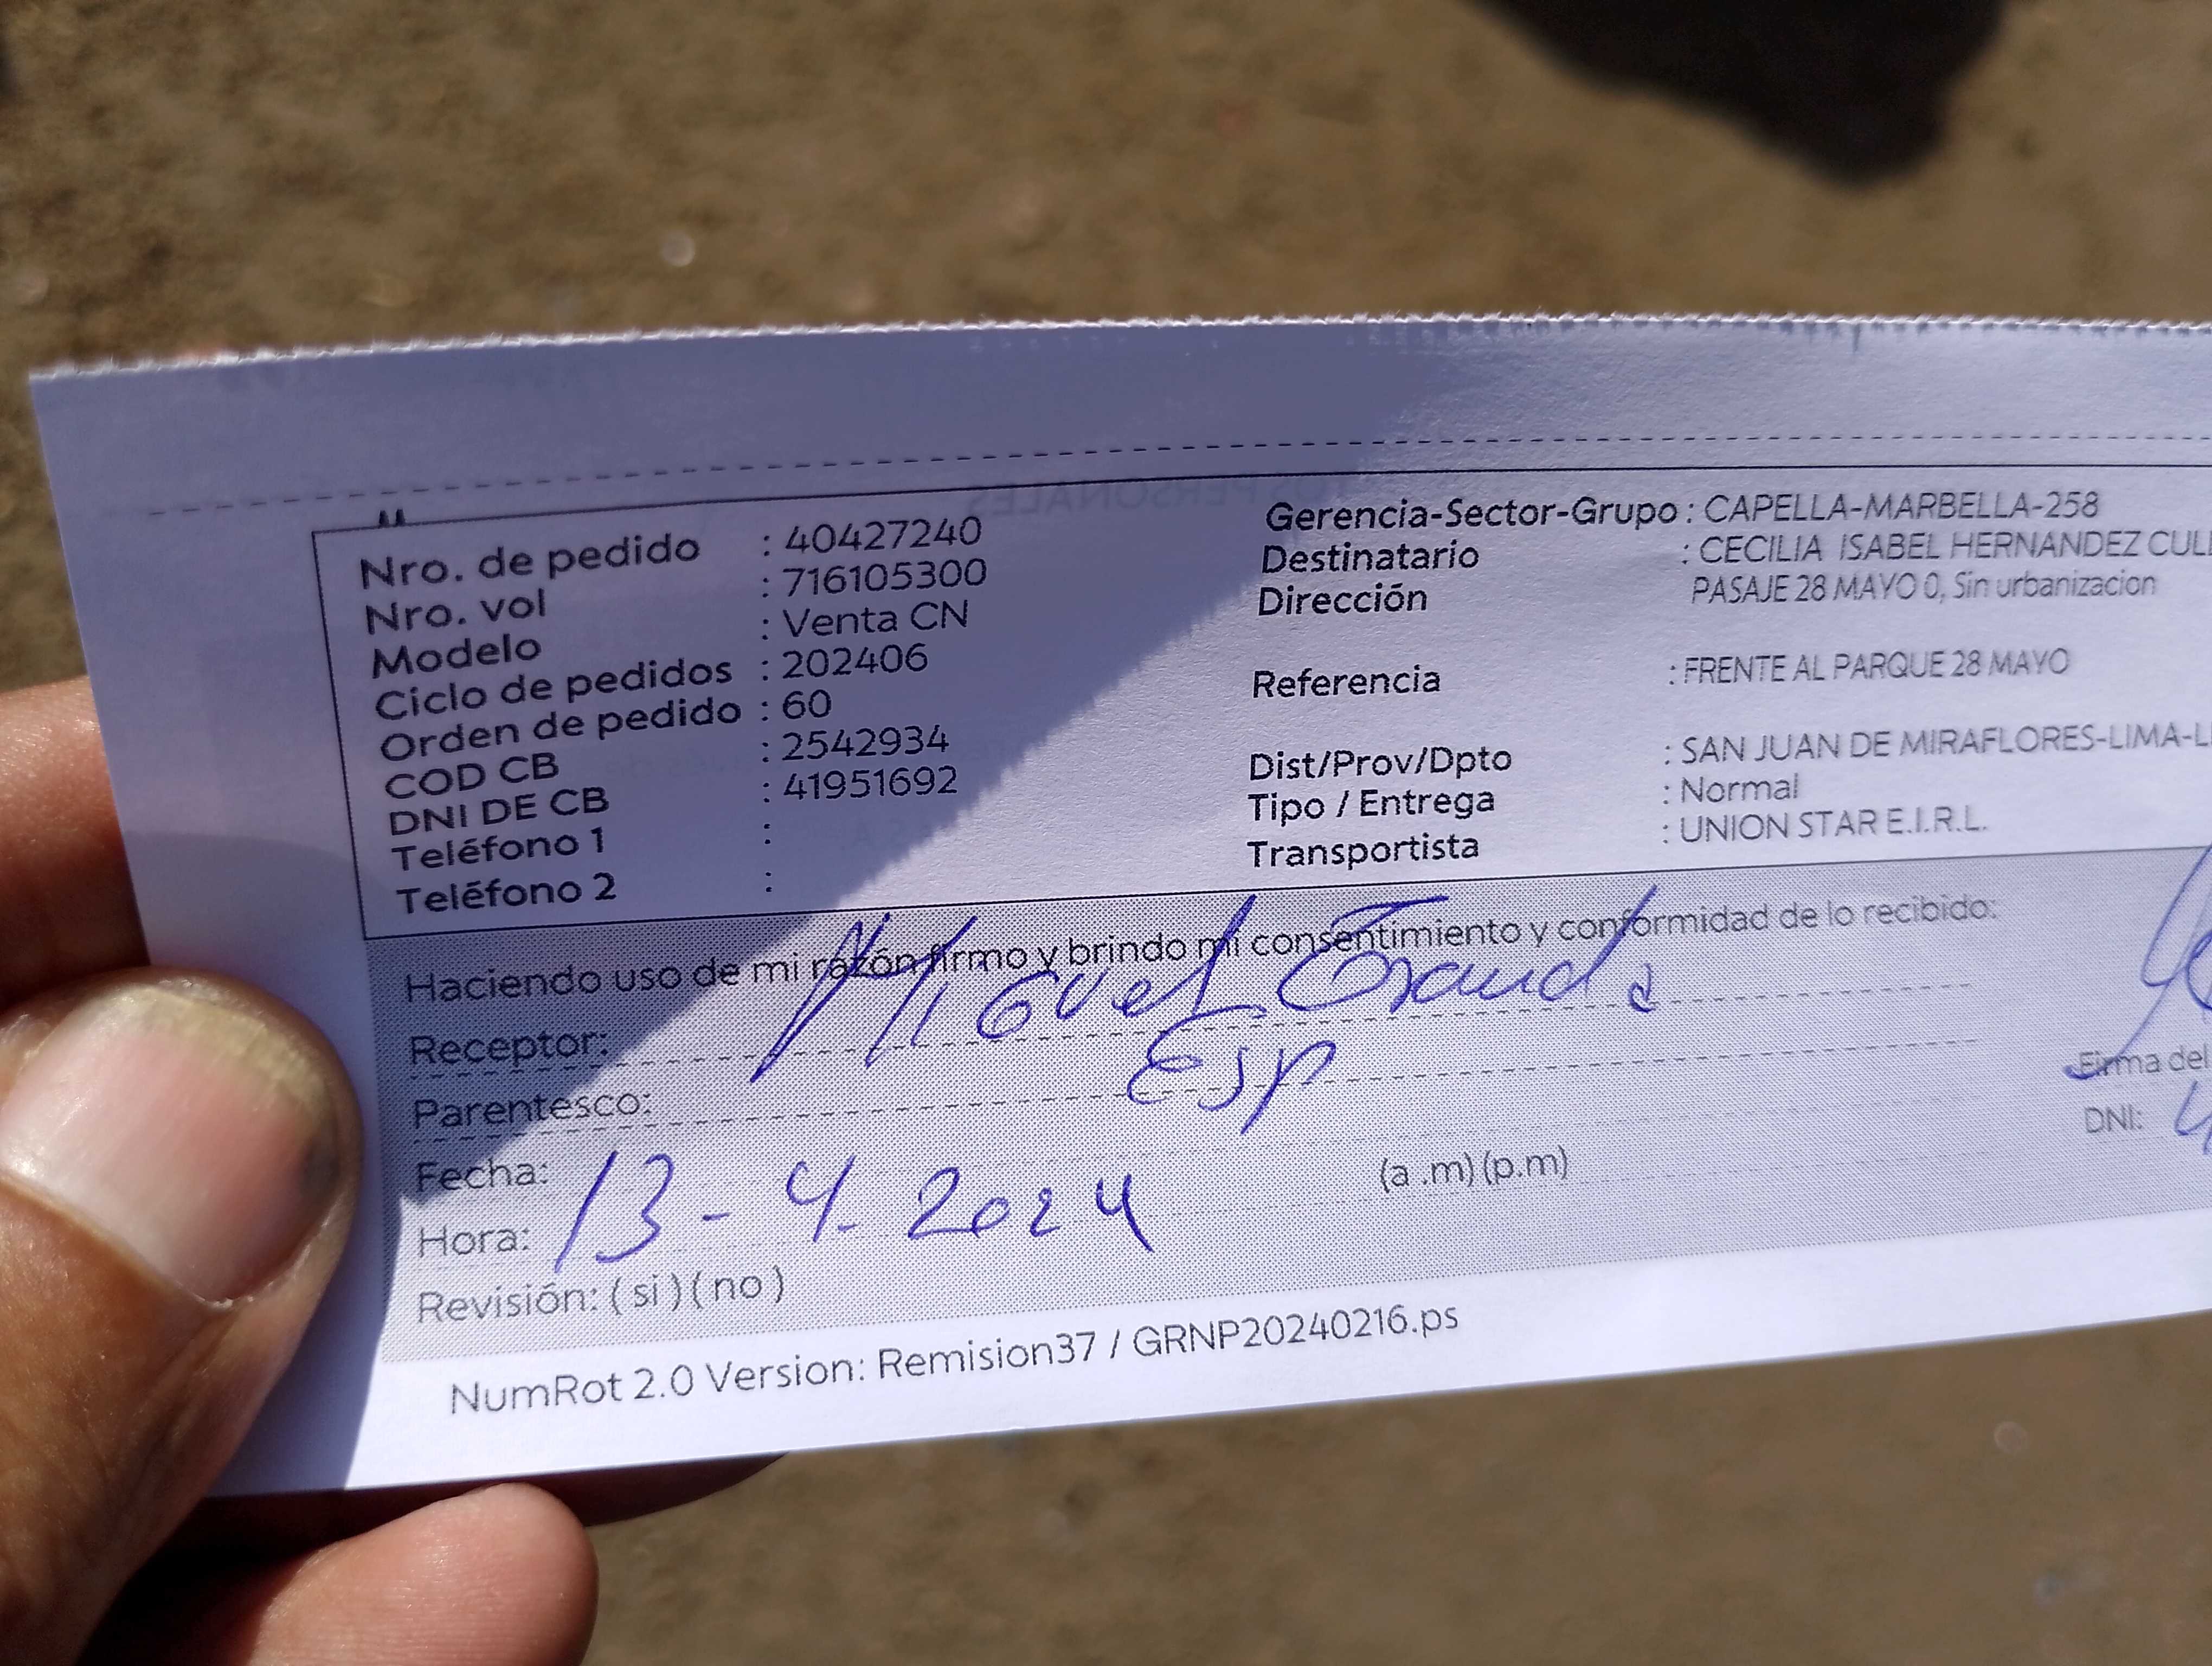 Nro. de pedido : 40427240
Nro. vol : 716105300
Modelo : Venta CN
Ciclo de pedidos : 202406
Orden de pedido : 60
COD CB : 2542934
DNI DE CB : 41951692
Teléfono 1 :
Teléfono 2 :
Gerencia-Sector-Grupo : CAPELLA-MARBELLA-258
Destinatario : CECILIA ISABEL HERNANDEZ
Dirección PASAJE 28 MAYO 0, Sin urbanizacion
Referencia : FRENTE AL PARQUE 28 MAYO
Dist/Prov/Dpto : SAN JUAN DE MIRAFLORES-LIMA-
Tipo / Entrega : Normal
Transportista : UNION STAR E.I.R.L.
Haciendo uso de mi razón firmo y brindo mi consentimiento y conformidad de lo recibido:
Receptor: Miguel
Parentesco: Esp
Firma del
Fecha: 13-4-2024
DNI:
Hora: (a .m) (p.m)
Revisión: ( si ) ( no )
NumRot 2.0 Version: Remision37 / GRNP20240216.ps